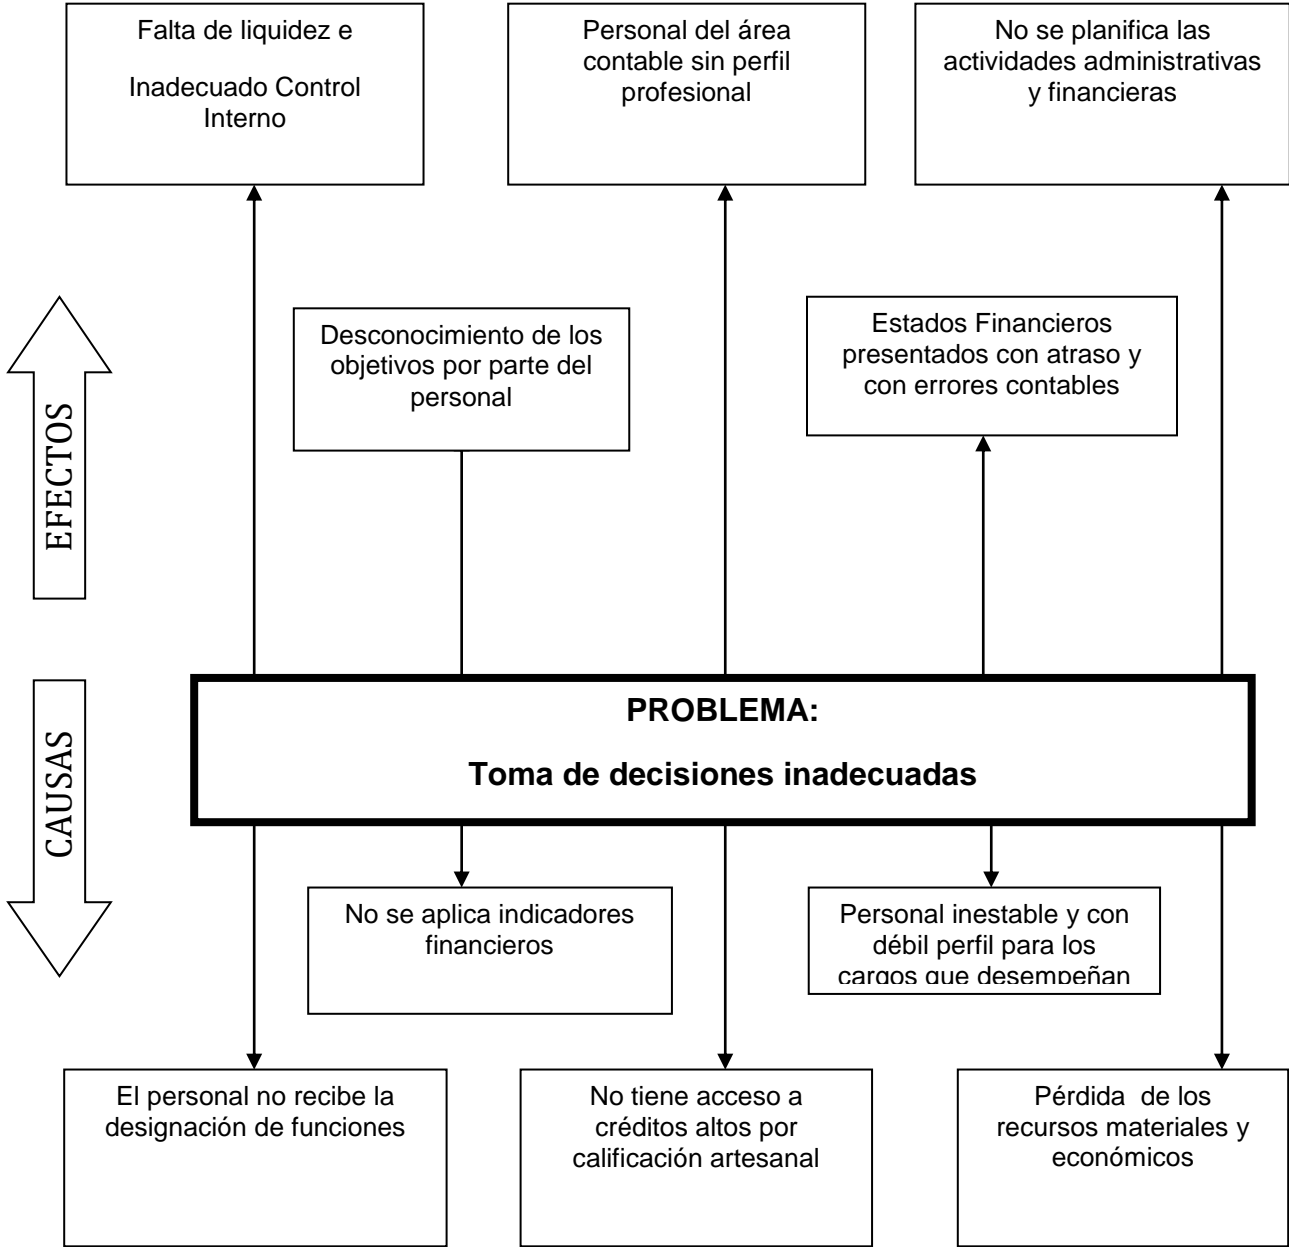 Falta de liquidez e
Inadecuado Control
Interno
Personal del área
contable sin perfil
profesional
No se planifica las
actividades administrativas
y financieras
Desconocimiento de los
objetivos por parte del
personal
Estados Financieros
presentados con atraso y
con errores contables
EFECTOS
PROBLEMA:
Toma de decisiones inadecuadas
CAUSAS
No se aplica indicadores
financieros
Personal inestable y con
débil perfil para los
cargos que desempeñan
El personal no recibe la
designación de funciones
No tiene acceso a
créditos altos por
calificación artesanal
Pérdida  de los
recursos materiales y
económicos